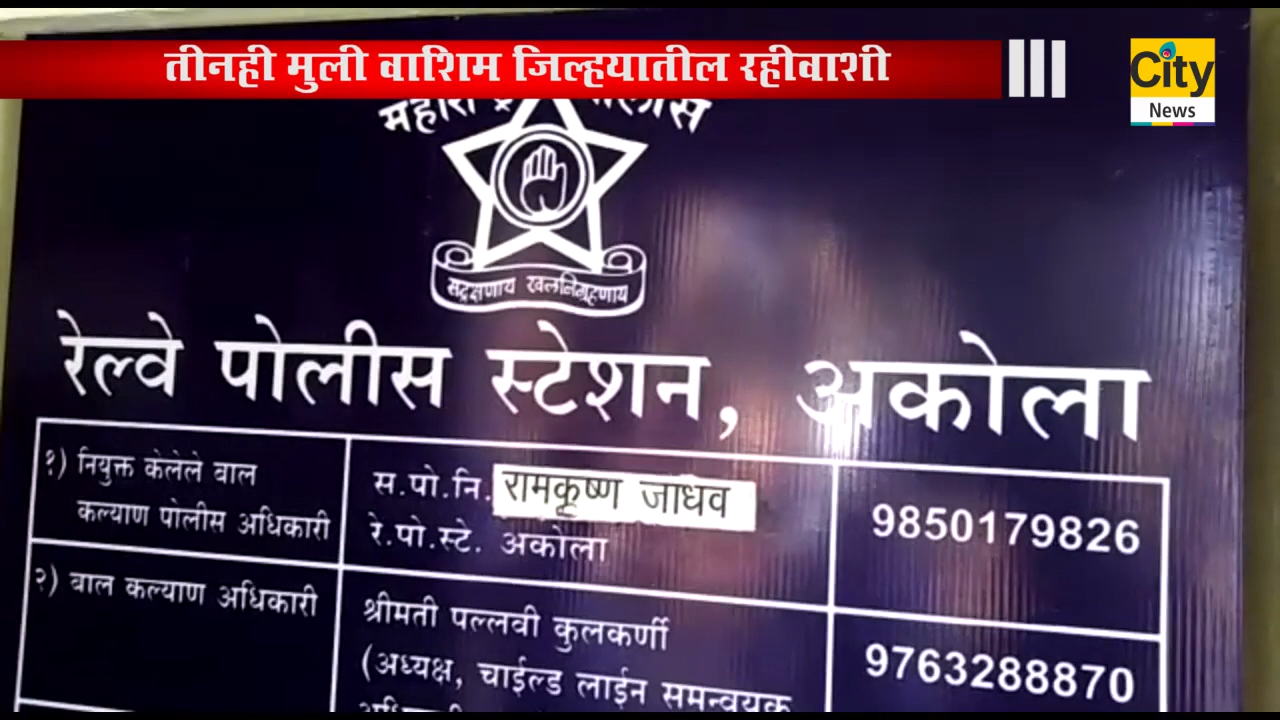 तीनही मुली वाशिम जिल्हयातील रहीवाशी
City
News
सद्रक्षणाय खलनिग्रहणाय
रेल्वे पोलीस स्टेशन, अकोला
१) नियुक्त केलेले बाल
कल्याण पोलीस अधिकारी
स.पो.नि. रामकृष्ण जाधव
रे.पो.स्टे. अकोला
9850179826
२) बाल कल्याण अधिकारी
श्रीमती पल्लवी कुलकर्णी
(अध्यक्ष, चाईल्ड लाईन समन्वयक
9763288870